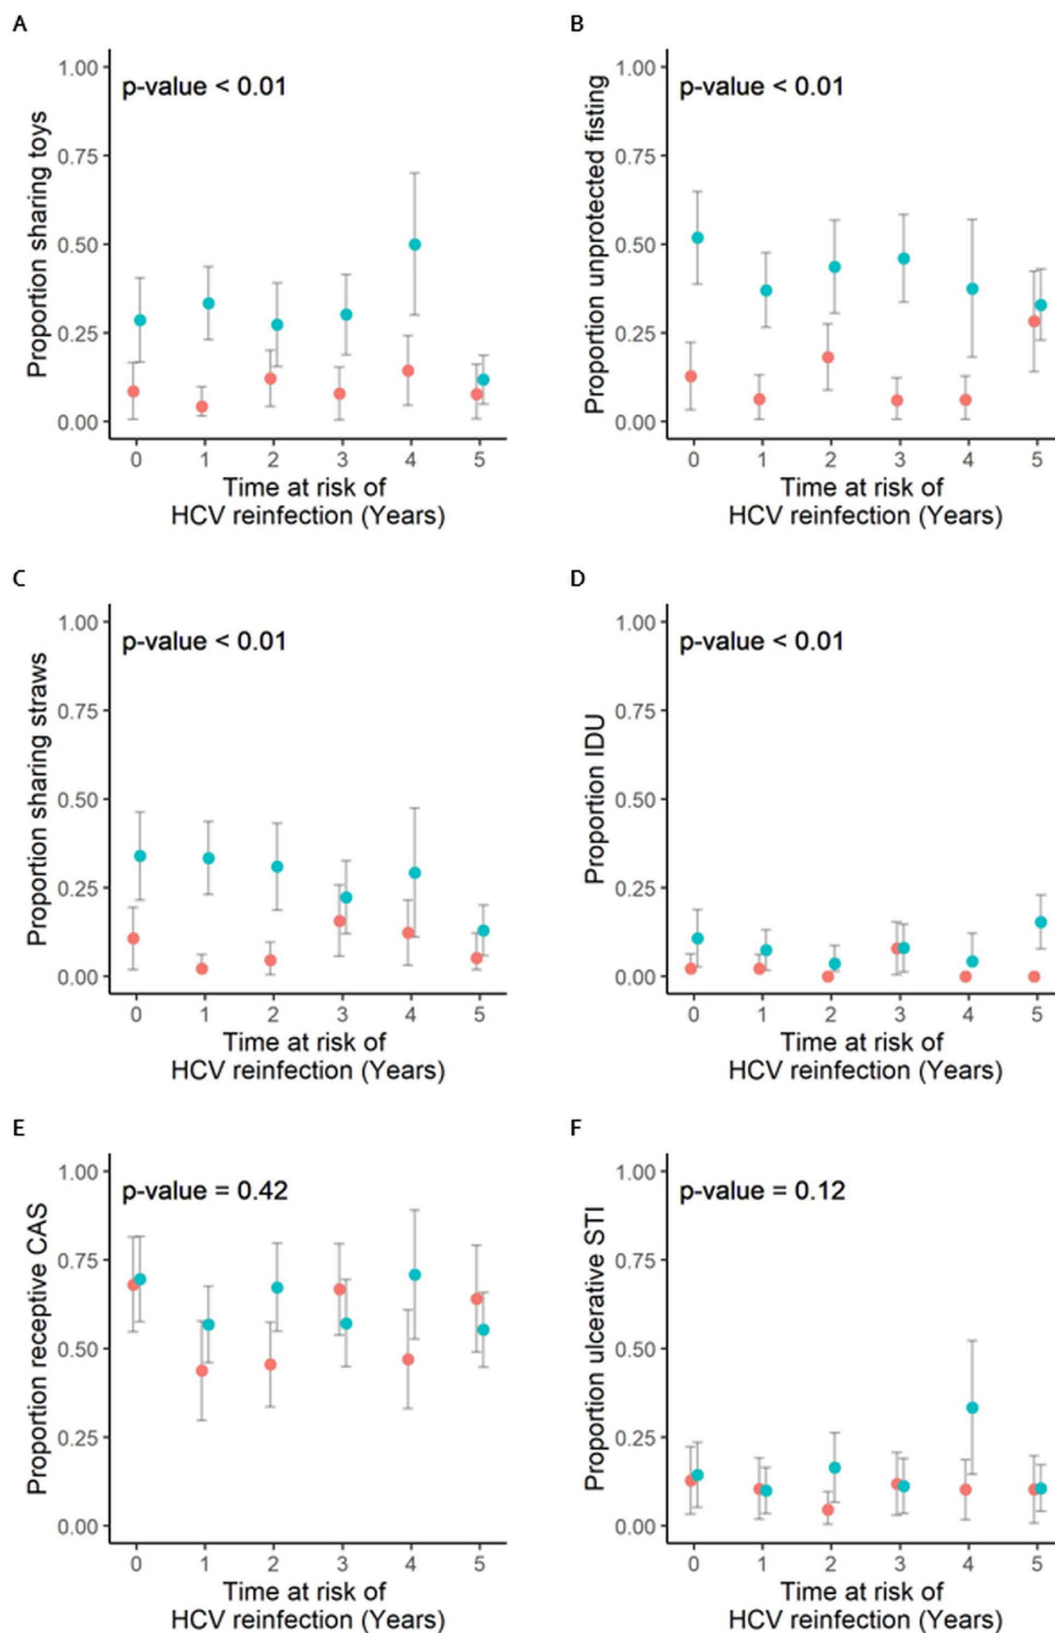 A
p-value < 0.01
Proportion sharing toys
1.00
0.75
0.50
0.25
0.00
0 1 2 3 4 5
Time at risk of
HCV reinfection (Years)
B
p-value < 0.01
Proportion unprotected fisting
1.00
0.75
0.50
0.25
0.00
0 1 2 3 4 5
Time at risk of
HCV reinfection (Years)
C
p-value < 0.01
Proportion sharing straws
1.00
0.75
0.50
0.25
0.00
0 1 2 3 4 5
Time at risk of
HCV reinfection (Years)
D
p-value < 0.01
Proportion IDU
1.00
0.75
0.50
0.25
0.00
0 1 2 3 4 5
Time at risk of
HCV reinfection (Years)
E
p-value = 0.42
Proportion receptive CAS
1.00
0.75
0.50
0.25
0.00
0 1 2 3 4 5
Time at risk of
HCV reinfection (Years)
F
p-value = 0.12
Proportion ulcerative STI
1.00
0.75
0.50
0.25
0.00
0 1 2 3 4 5
Time at risk of
HCV reinfection (Years)